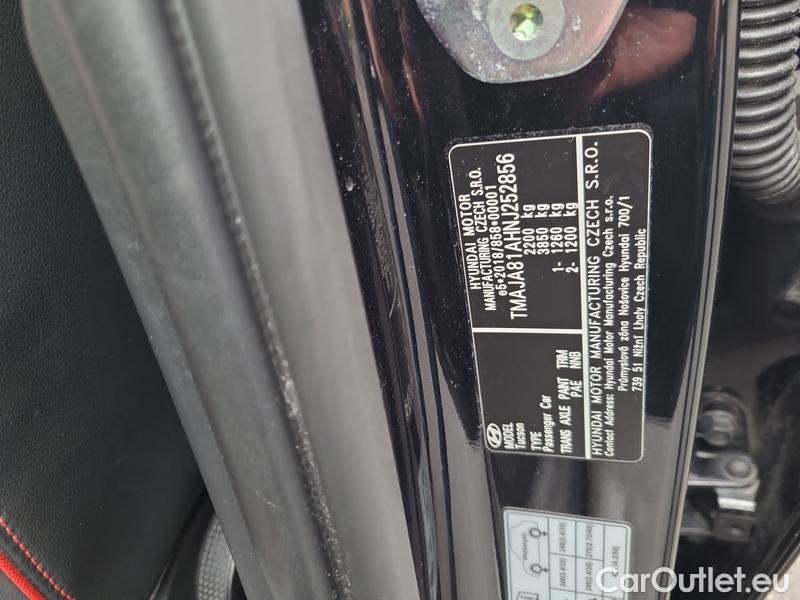 HYUNDAI MOTOR
MANUFACTURING CZECH S.R.O.
e5*2018/858*00001
TMAJA81AHNJ252856
2200 kg
3850 kg
1- 1260 kg
2- 1200 kg
MODEL
Tucson
TYPE
Passenger Car
TRANS AXLE PAINT TRIM
PAE NNB
HYUNDAI MOTOR MANUFACTURING CZECH S.R.O.
Contact Address: Hyundai Motor Manufacturing Czech s.r.o.
Průmyslová zóna Nošovice Hyundai 700/1
739 51 Nižní Lhoty Czech Republic
CarOutlet.eu